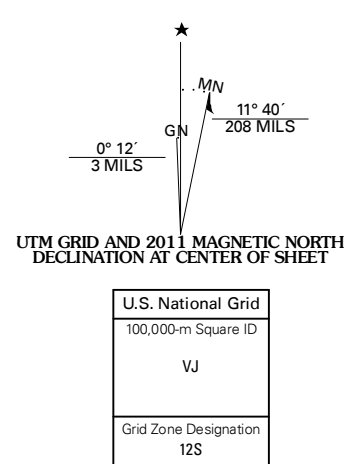 ★
MN
GN
11° 40´
208 MILS
0° 12´
3 MILS
UTM GRID AND 2011 MAGNETIC NORTH
DECLINATION AT CENTER OF SHEET
U.S. National Grid
100,000-m Square ID
VJ
Grid Zone Designation
12S